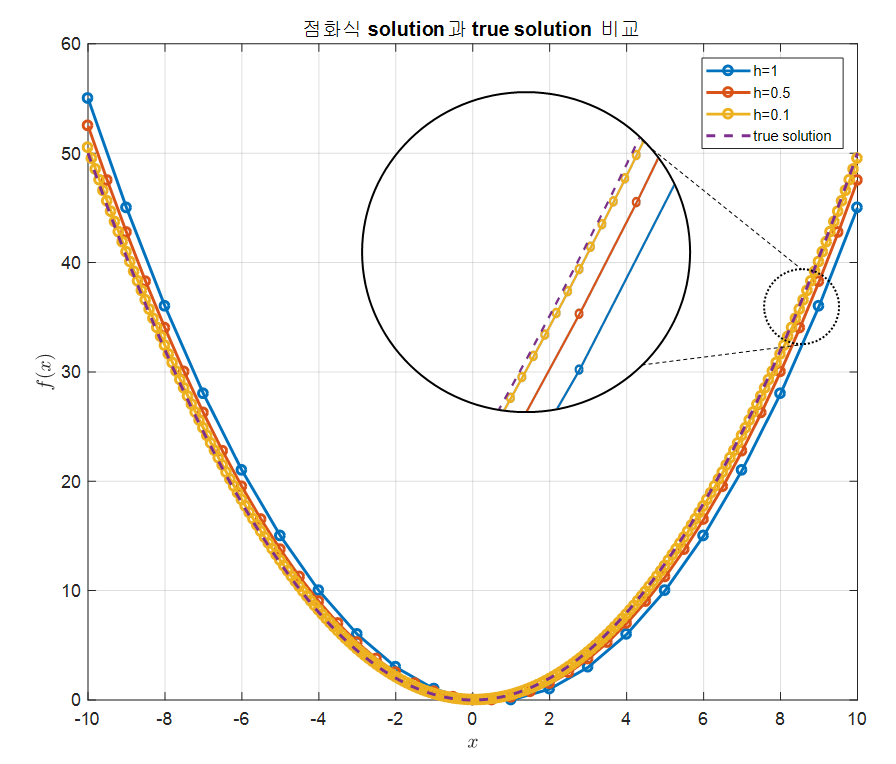 점화식 solution과 true solution 비교
60
50
40
30
20
10
0
f(x)
h=1
h=0.5
h=0.1
true solution
-10 -8 -6 -4 -2 0 2 4 6 8 10
x